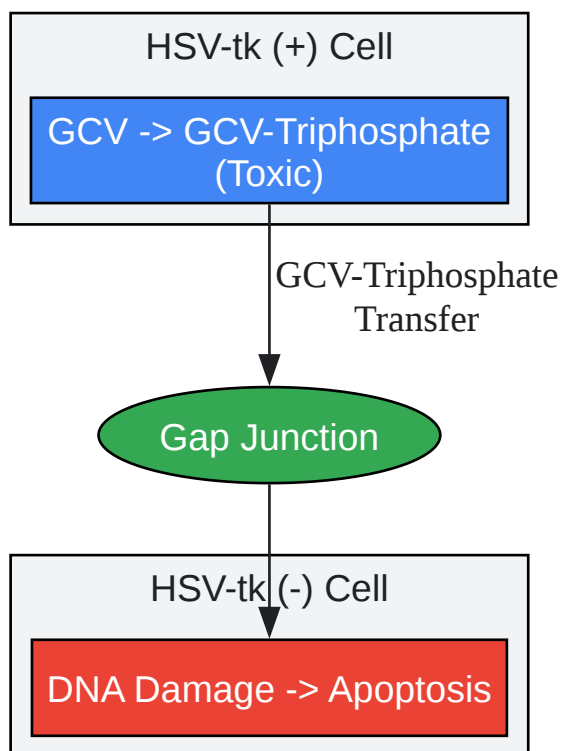 HSV-tk (+) Cell
GCV -> GCV-Triphosphate
(Toxic)
GCV-Triphosphate
Transfer
Gap Junction
HSV-tk (-) Cell
DNA Damage -> Apoptosis